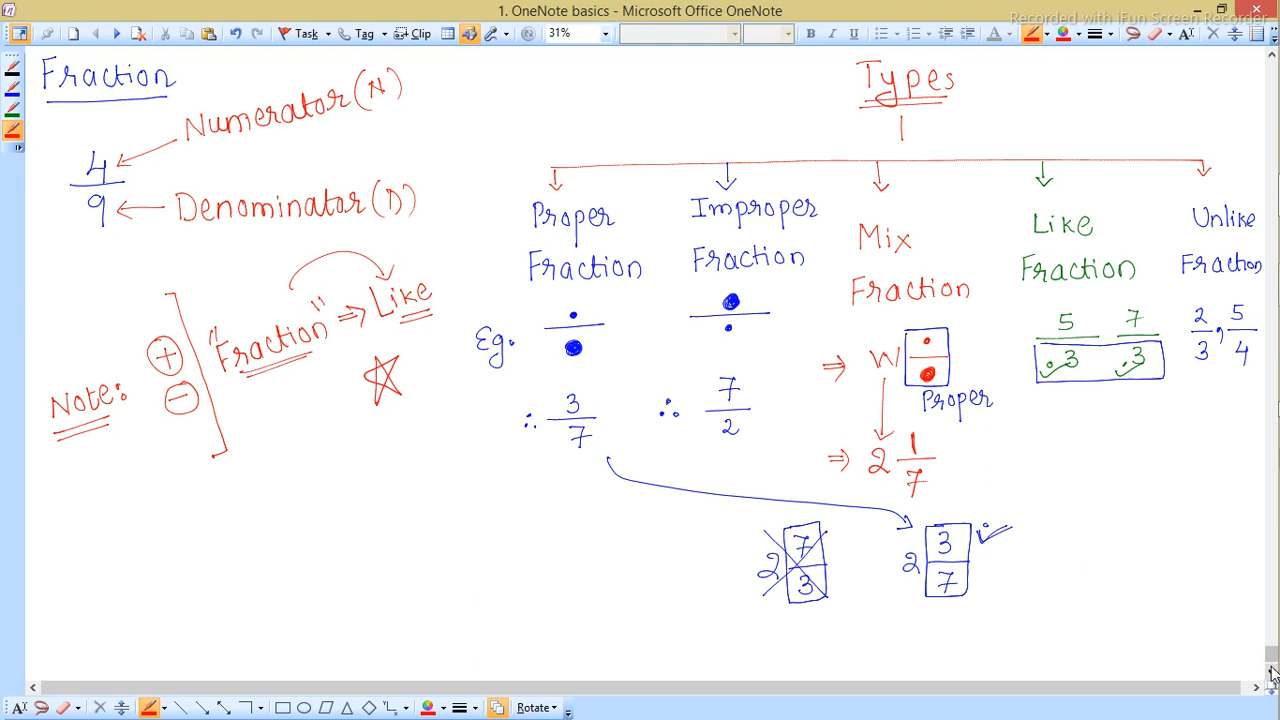 1. OneNote basics - Microsoft Office OneNote
Recorded with iFun Screen Recorder
Task
Tag
Clip
31%
B I U
Fraction
Numerator (N)
4
9
Denominator (D)
Note:
+
-
"Fraction" ⇒ Like
Types
Proper
Fraction
Improper
Fraction
Mix
Fraction
Like
Fraction
Unlike
Fraction
Eg.
⇒ W
Proper
5/3 7/3
2/3, 5/4
∴ 3/7
∴ 7/2
⇒ 2 1/7
2 7/3
2 3/7
Rotate